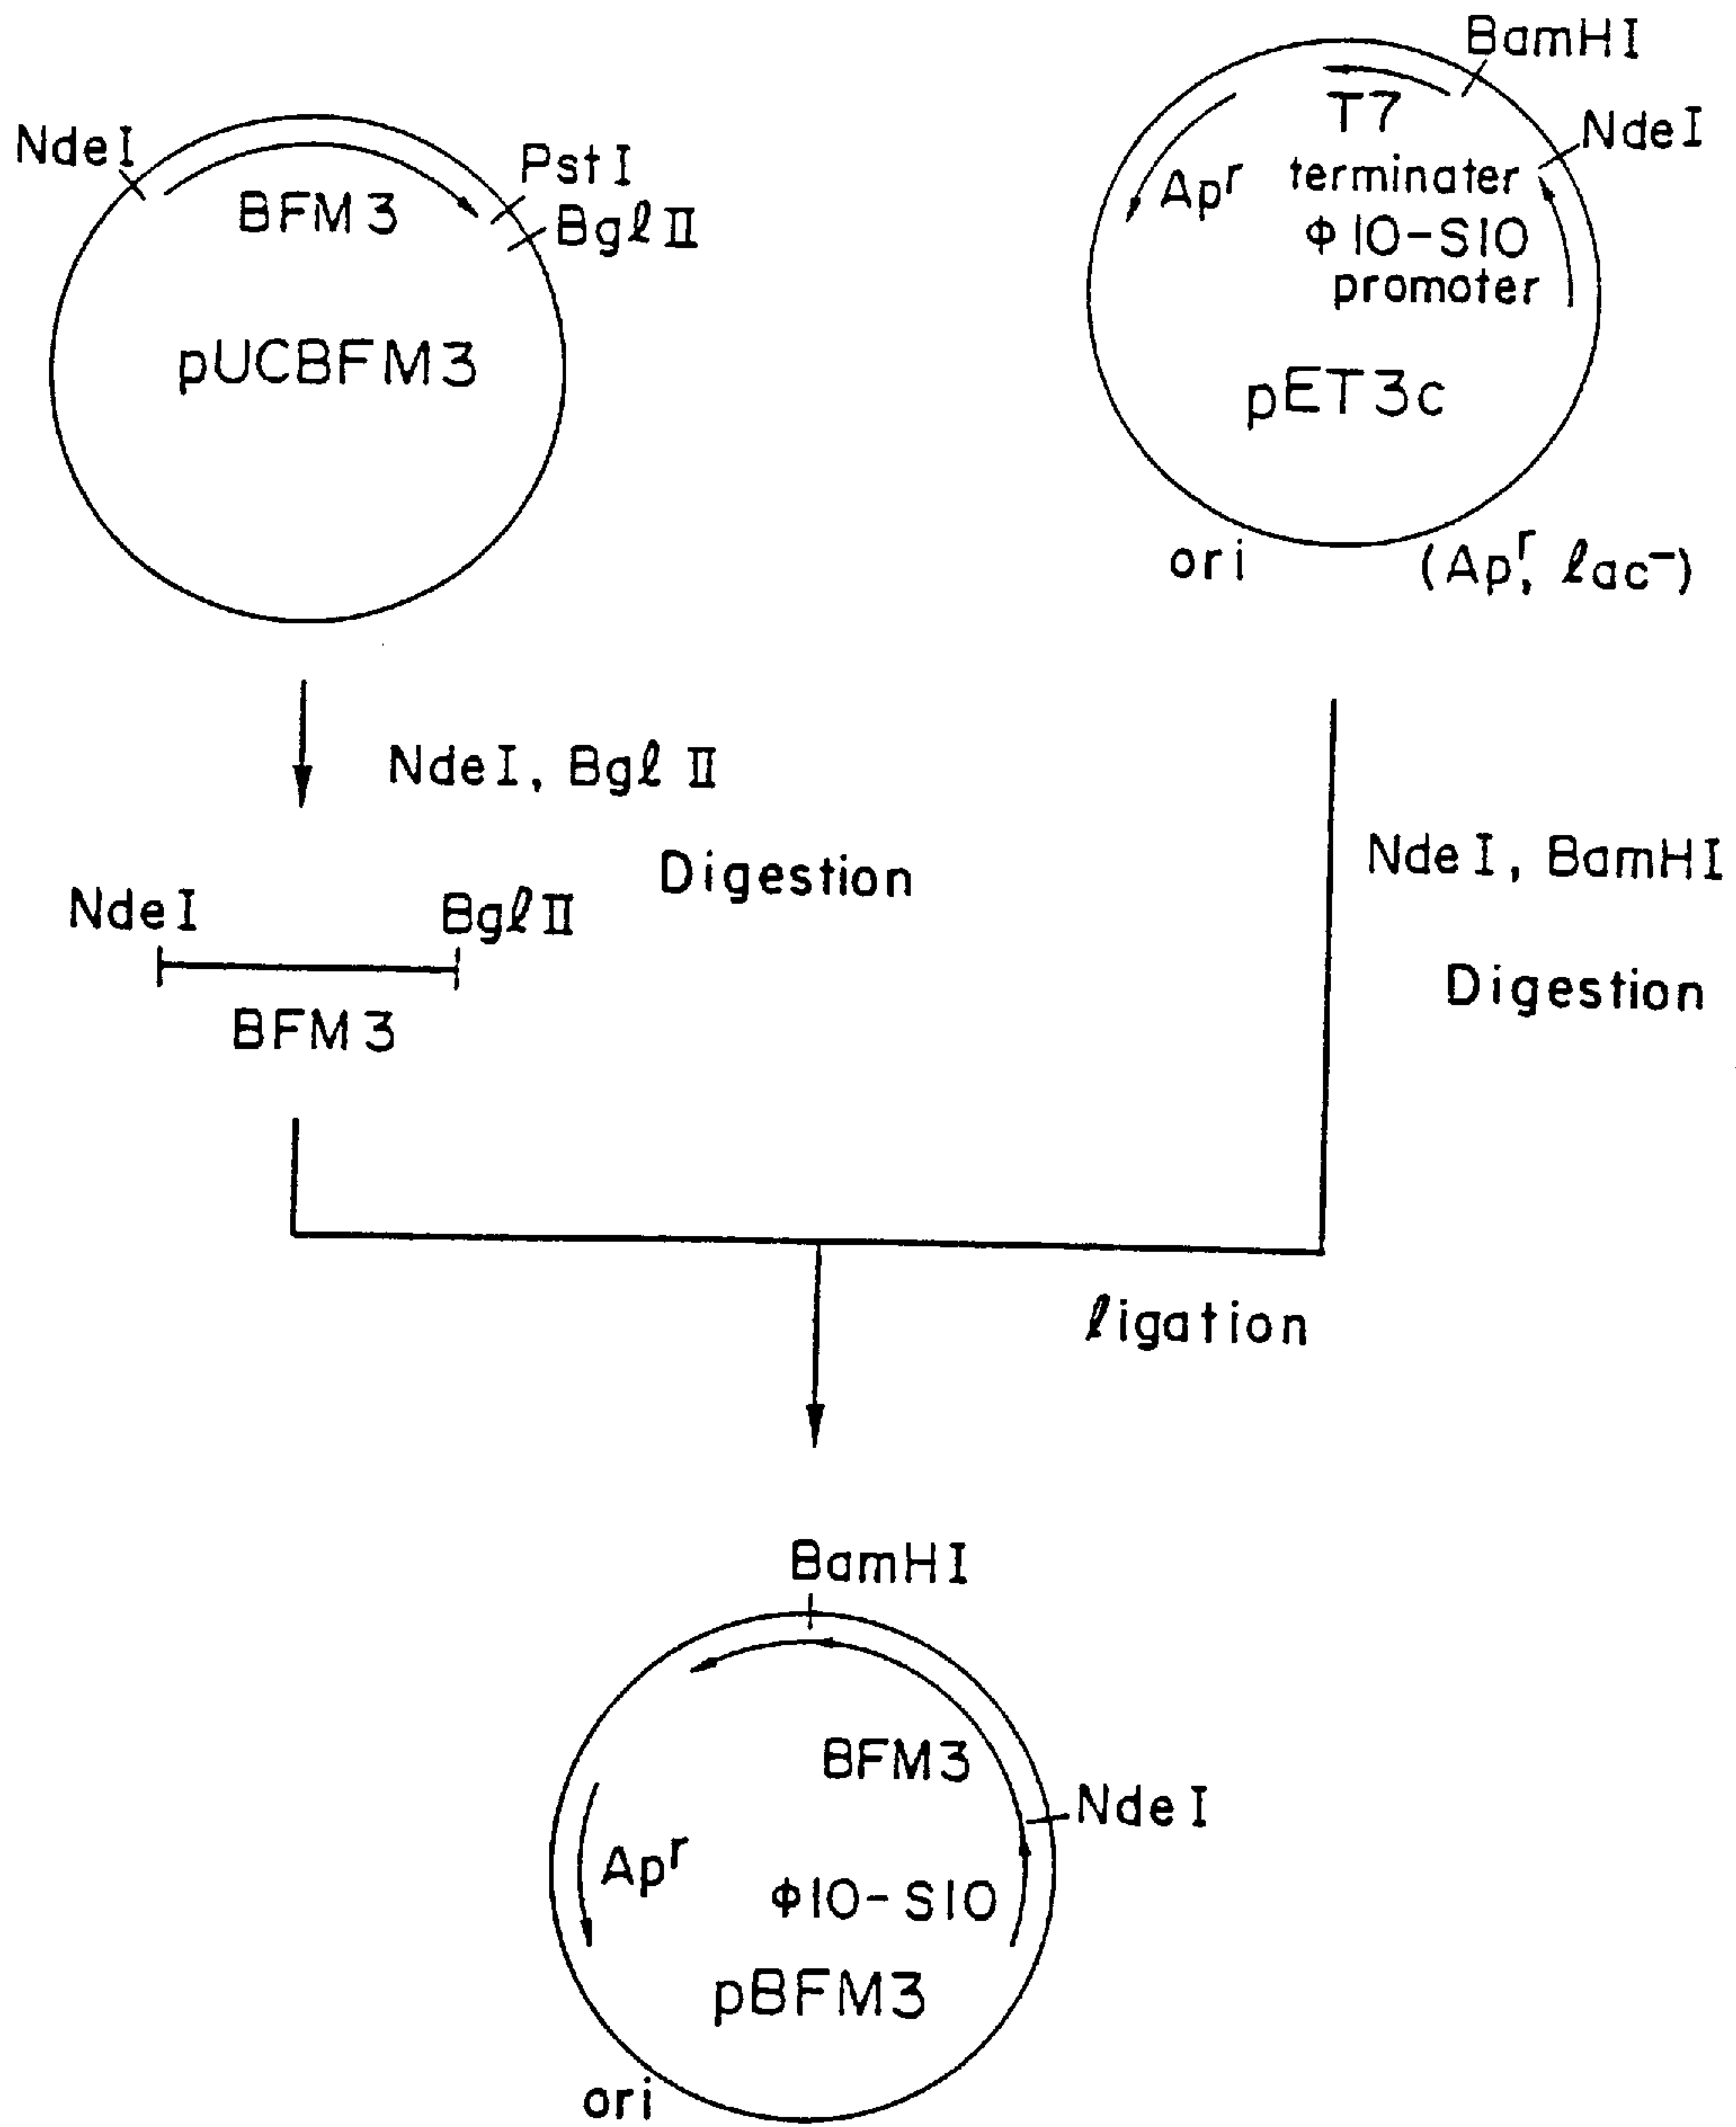 NdeI
PstI
BglII
BFM3
pUCBFM3
BamHI
NdeI
T7
terminater
Apʳ
Φ10-S10
promoter
pET3c
ori
(Apʳ, lac⁻)
NdeI, BglII
Digestion
NdeI
BglII
BFM3
NdeI, BamHI
Digestion
ligation
BamHI
BFM3
NdeI
Apʳ
Φ10-S10
pBFM3
ori